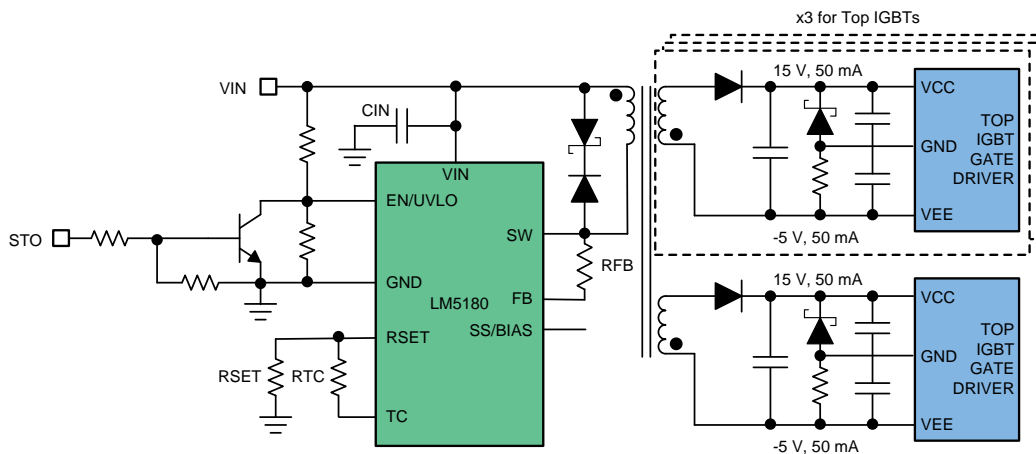 x3 for Top IGBTs
15 V, 50 mA
VIN
CIN
VCC
TOP
IGBT
GATE
DRIVER
GND
VEE
VIN
EN/UVLO
STO
SW
RFB
-5 V, 50 mA
GND
LM5180
FB
15 V, 50 mA
VCC
SS/BIAS
RSET
TOP
IGBT
GATE
DRIVER
GND
RSET
RTC
TC
VEE
-5 V, 50 mA